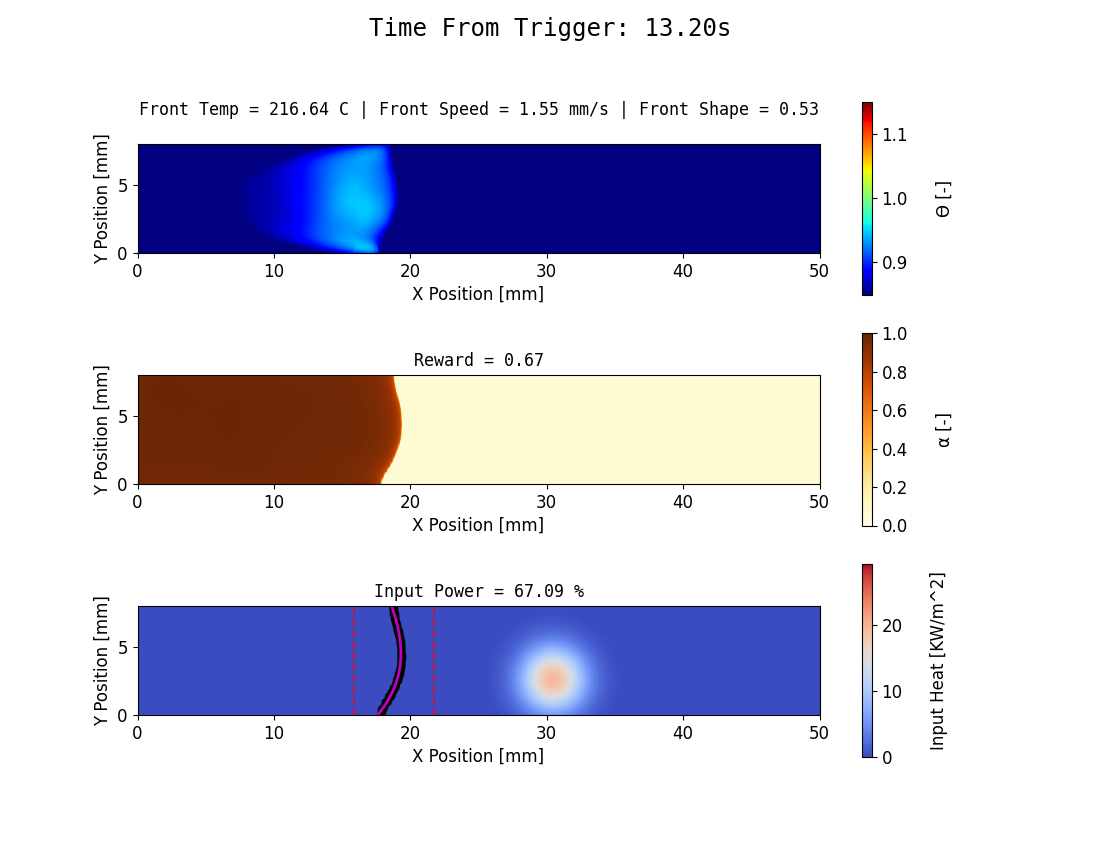 Time From Trigger: 13.20s
Front Temp = 216.64 C | Front Speed = 1.55 mm/s | Front Shape = 0.53
Y Position [mm]
5
0
0 10 20 30 40 50
X Position [mm]
1.1
1.0
0.9
Θ [-]
Reward = 0.67
Y Position [mm]
5
0
0 10 20 30 40 50
X Position [mm]
1.0
0.8
0.6
0.4
0.2
0.0
α [-]
Input Power = 67.09 %
Y Position [mm]
5
0
0 10 20 30 40 50
X Position [mm]
20
10
0
Input Heat [KW/m^2]